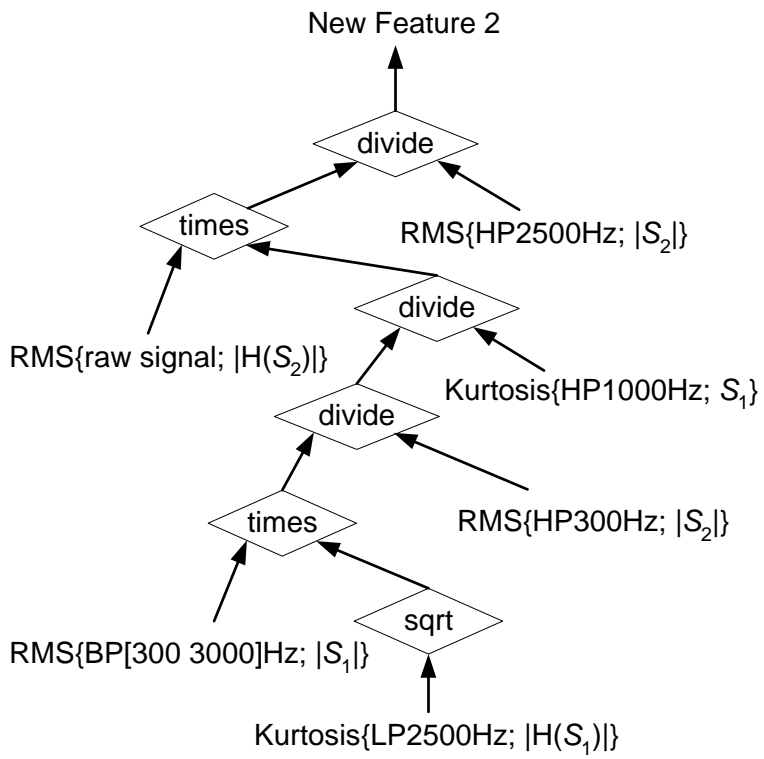 New Feature 2
divide
times
RMS{HP2500Hz; |S₂|}
divide
RMS{raw signal; |H(S₂)|}
Kurtosis{HP1000Hz; S₁}
divide
times
RMS{HP300Hz; |S₂|}
sqrt
RMS{BP[300 3000]Hz; |S₁|}
Kurtosis{LP2500Hz; |H(S₁)|}